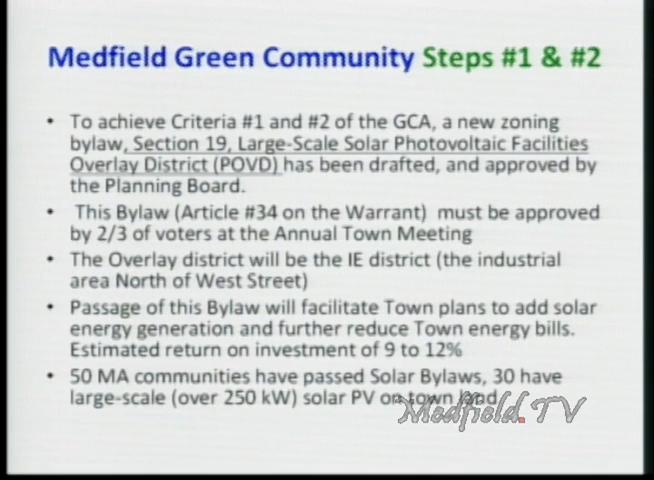 Medfield Green Community Steps #1 & #2
• To achieve Criteria #1 and #2 of the GCA, a new zoning
bylaw, Section 19, Large-Scale Solar Photovoltaic Facilities
Overlay District (POVD) has been drafted, and approved by
the Planning Board.
• This Bylaw (Article #34 on the Warrant) must be approved
by 2/3 of voters at the Annual Town Meeting
• The Overlay district will be the IE district (the industrial
area North of West Street)
• Passage of this Bylaw will facilitate Town plans to add solar
energy generation and further reduce Town energy bills.
Estimated return on investment of 9 to 12%
• 50 MA communities have passed Solar Bylaws, 30 have
large-scale (over 250 kW) solar PV on town land
Medfield.TV